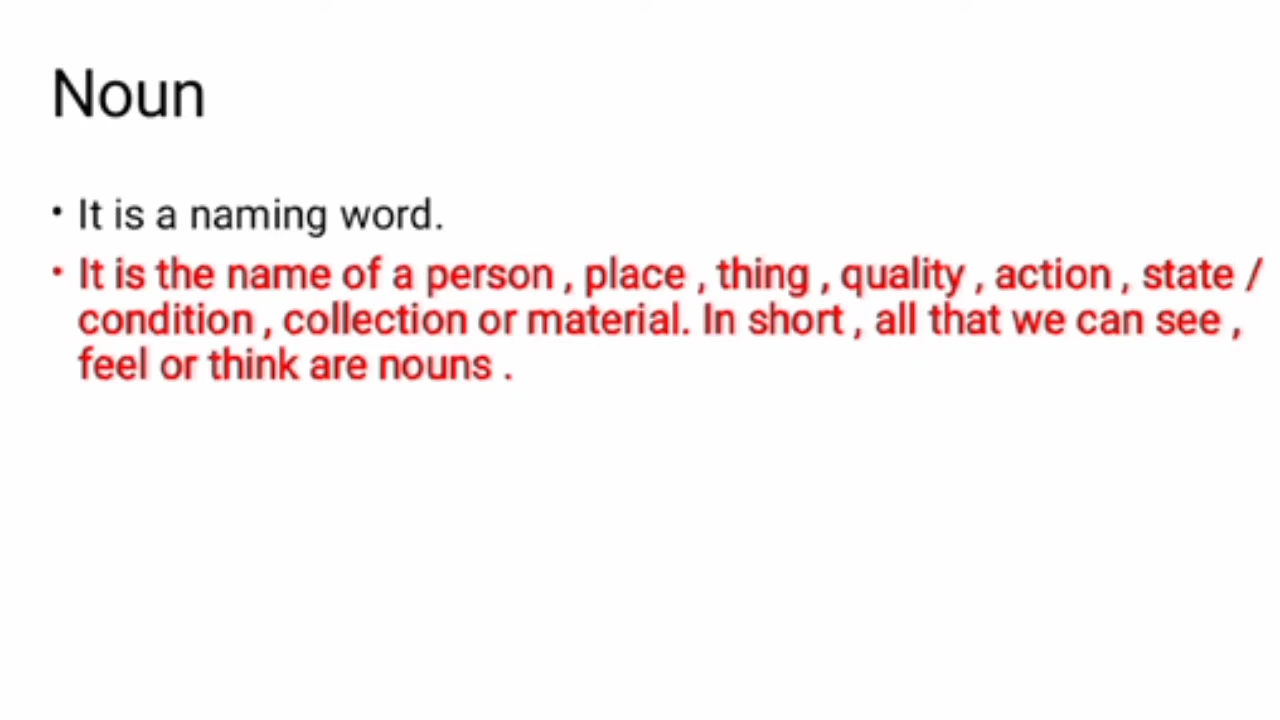 Noun
• It is a naming word.
• It is the name of a person , place , thing , quality , action , state /
condition , collection or material. In short , all that we can see ,
feel or think are nouns .